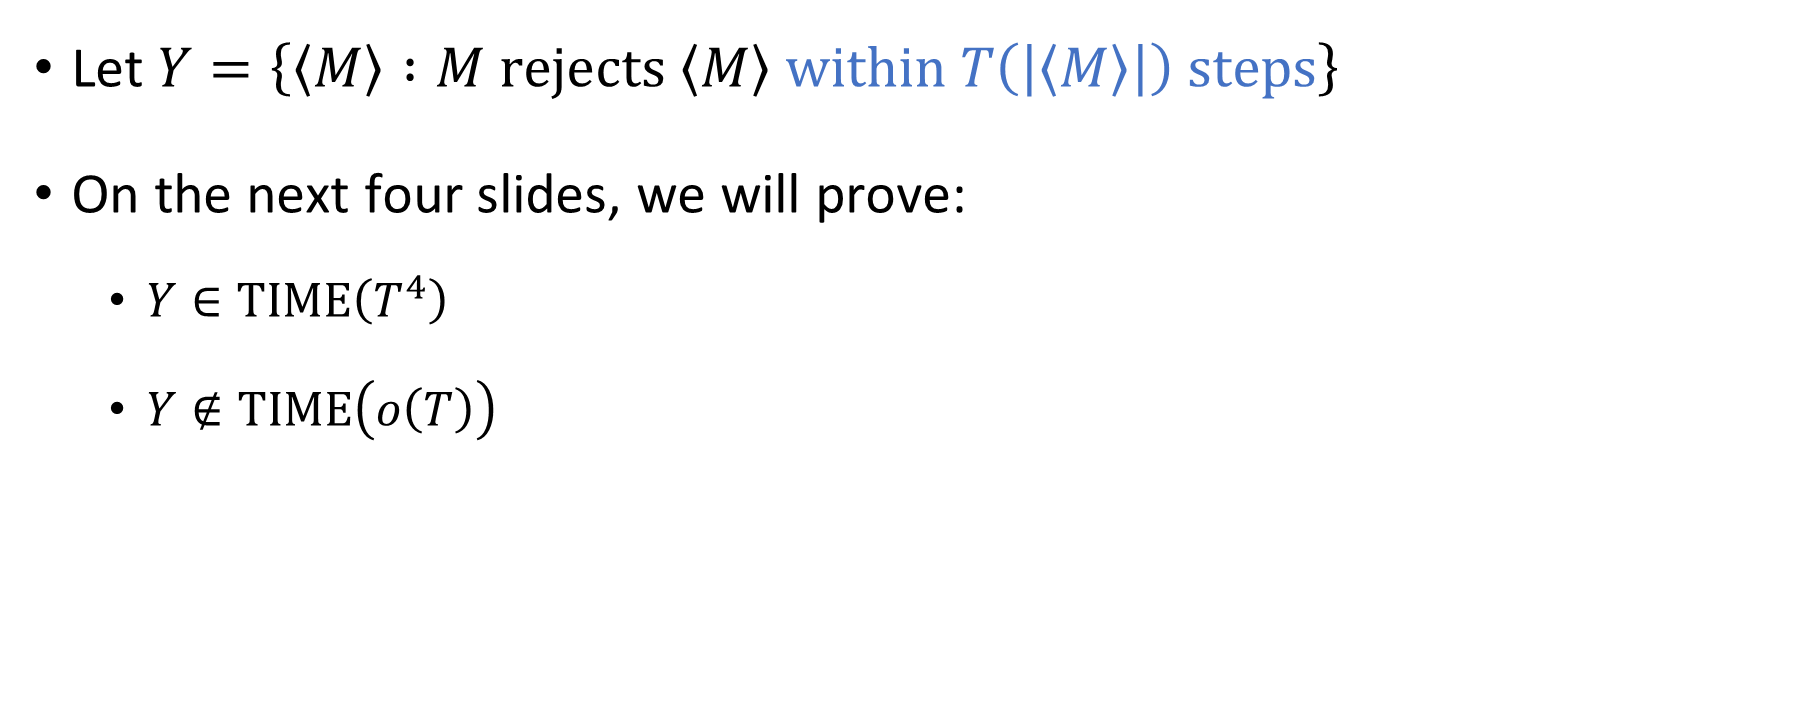 • Let 𝑌 = {⟨𝑀⟩ : 𝑀 rejects ⟨𝑀⟩ within 𝑇(|⟨𝑀⟩|) steps}
• On the next four slides, we will prove:
• 𝑌 ∈ TIME(𝑇⁴)
• 𝑌 ∉ TIME(𝑜(𝑇))